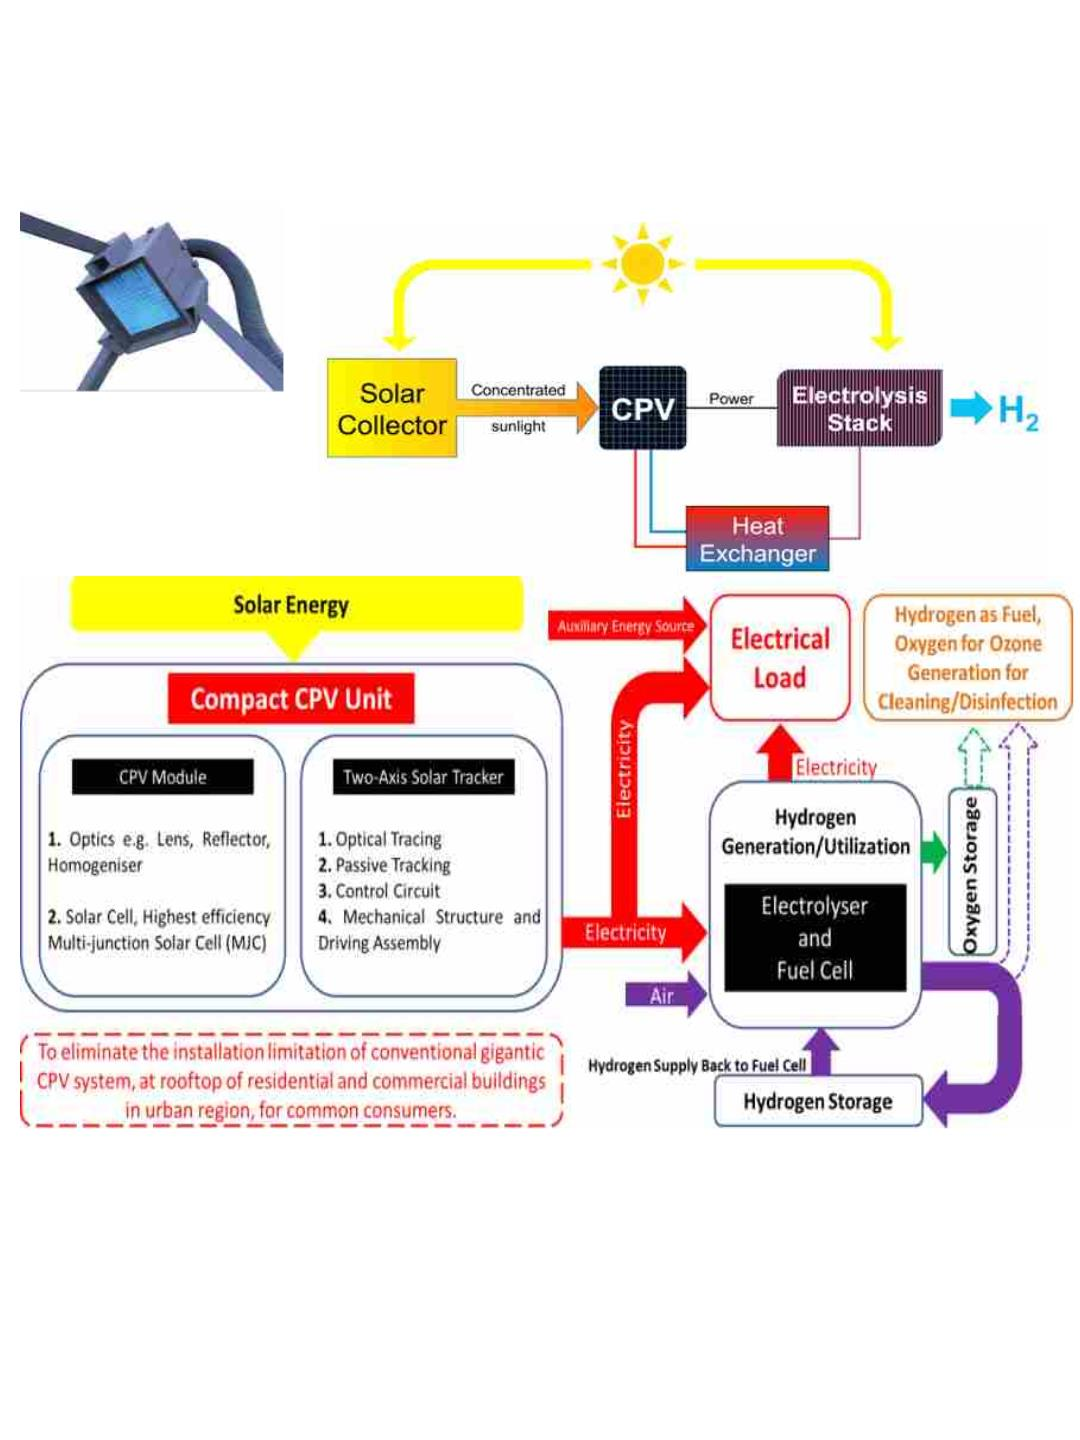 Solar
Collector
Concentrated
sunlight
CPV
Power
Electrolysis
Stack
H2
Heat
Exchanger
Solar Energy
Compact CPV Unit
CPV Module
1. Optics e.g. Lens, Reflector,
Homogeniser
2. Solar Cell, Highest efficiency
Multi-junction Solar Cell (MJC)
Two-Axis Solar Tracker
1. Optical Tracing
2. Passive Tracking
3. Control Circuit
4. Mechanical Structure and
Driving Assembly
To eliminate the installation limitation of conventional gigantic
CPV system, at rooftop of residential and commercial buildings
in urban region, for common consumers.
Auxiliary Energy Source
Electrical
Load
Hydrogen as Fuel,
Oxygen for Ozone
Generation for
Cleaning/Disinfection
Electricity
Electricity
Electricity
Air
Hydrogen
Generation/Utilization
Electrolyser
and
Fuel Cell
Oxygen Storage
Hydrogen Supply Back to Fuel Cell
Hydrogen Storage